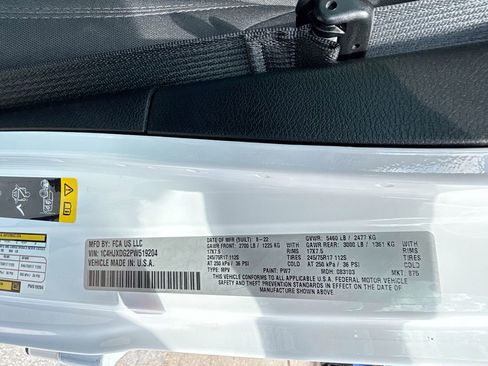 MFD BY: FCA US LLC
VIN: 1C4HJXDG2PW519204
VEHICLE MADE IN: U.S.A.
DATE OF MFR (BUILT): 8-22 GVWR: 5460 LB / 2477 KG
GAWR FRONT: 2700 LB / 1225 KG WITH GAWR REAR: 3000 LB / 1361 KG WITH
17X7.5 RIMS 17X7.5 RIMS
245/75R17 112S TIRES 245/75R17 112S TIRES
AT 250 kPa / 36 PSI COLD AT 250 kPa / 36 PSI COLD
TYPE: MPV PAINT: PW7 MDH: 083103 MKT: 875
THIS VEHICLE CONFORMS TO ALL APPLICABLE U.S.A. FEDERAL MOTOR VEHICLE
SAFETY AND THEFT PREVENTION STANDARDS IN EFFECT ON THE DATE OF
MANUFACTURE SHOWN ABOVE